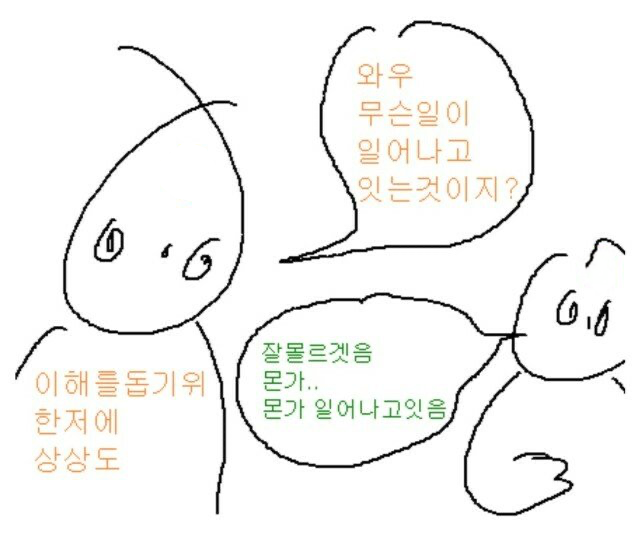 와우
무슨일이
일어나고
잇는것이지?
잘몰르겟음
몬가..
몬가 일어나고잇음
이해를돕기위
한저에
상상도